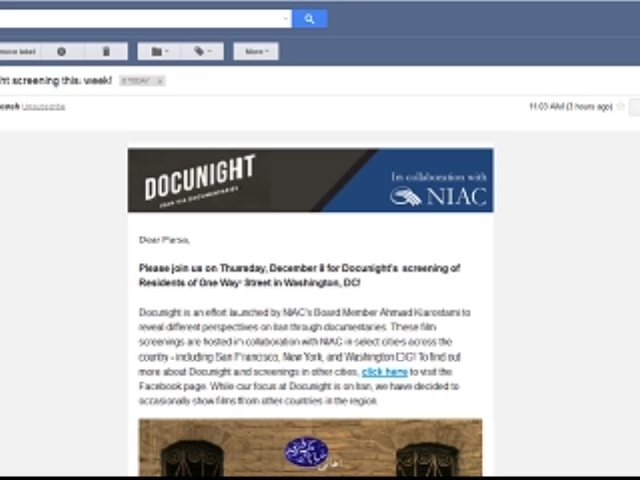 More
ht screening this week!
Unsubscribe
11:03 AM (3 hours ago)
DOCUNIGHT
In collaboration with
NIAC
Dear Parsa,
Please join us on Thursday, December 8 for Docunight's screening of
Residents of One Way Street in Washington, DC!
Docunight is an effort launched by NIAC's Board Member Ahmad Kiarostami to
reveal different perspectives on Iran through documentaries. These film
screenings are hosted in collaboration with NIAC in select cities across the
country - including San Francisco, New York, and Washington DC! To find out
more about Docunight and screenings in other cities, click here to visit the
Facebook page. While our focus at Docunight is on Iran, we have decided to
occasionally show films from other countries in the region.